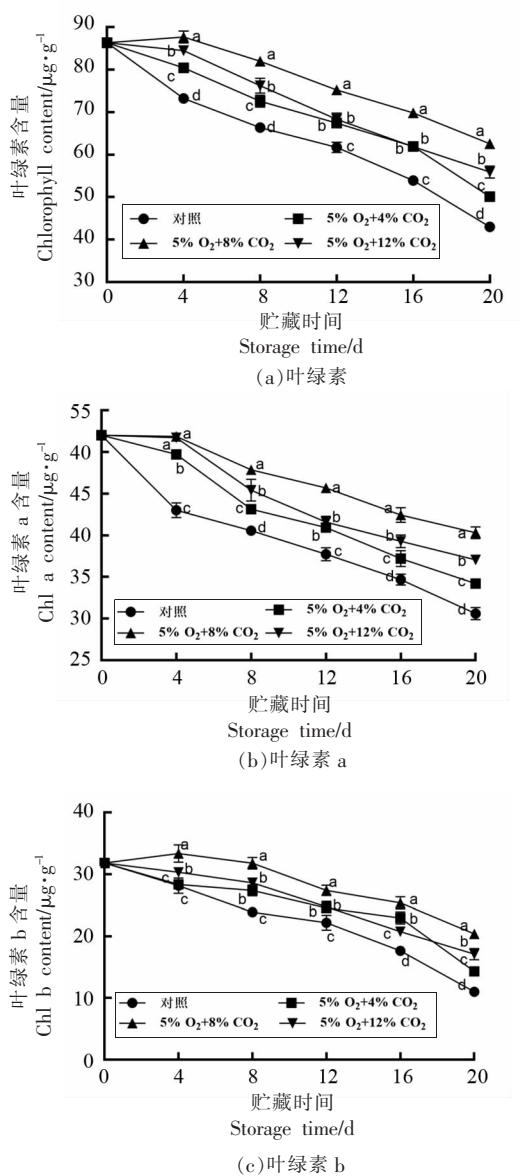 叶绿素含量
Chlorophyll content/μg·g⁻¹
90
80
70
60
50
40
30
a
b
c
d
a
b
c
d
a
b
b
c
a
b
b
c
a
b
c
d
对照
5% O₂+4% CO₂
5% O₂+8% CO₂
5% O₂+12% CO₂
0 4 8 12 16 20
贮藏时间
Storage time/d
(a)叶绿素
叶绿素 a 含量
Chl a content/μg·g⁻¹
55
50
45
40
35
30
25
a
a
b
c
a
b
c
d
a
b
b
c
a
b
c
d
a
b
c
d
对照
5% O₂+4% CO₂
5% O₂+8% CO₂
5% O₂+12% CO₂
0 4 8 12 16 20
贮藏时间
Storage time/d
(b)叶绿素 a
叶绿素 b 含量
Chl b content/μg·g⁻¹
40
30
20
10
0
a
b
c
c
a
b
b
c
a
b
b
c
a
b
c
d
a
b
c
d
对照
5% O₂+4% CO₂
5% O₂+8% CO₂
5% O₂+12% CO₂
0 4 8 12 16 20
贮藏时间
Storage time/d
(c)叶绿素 b